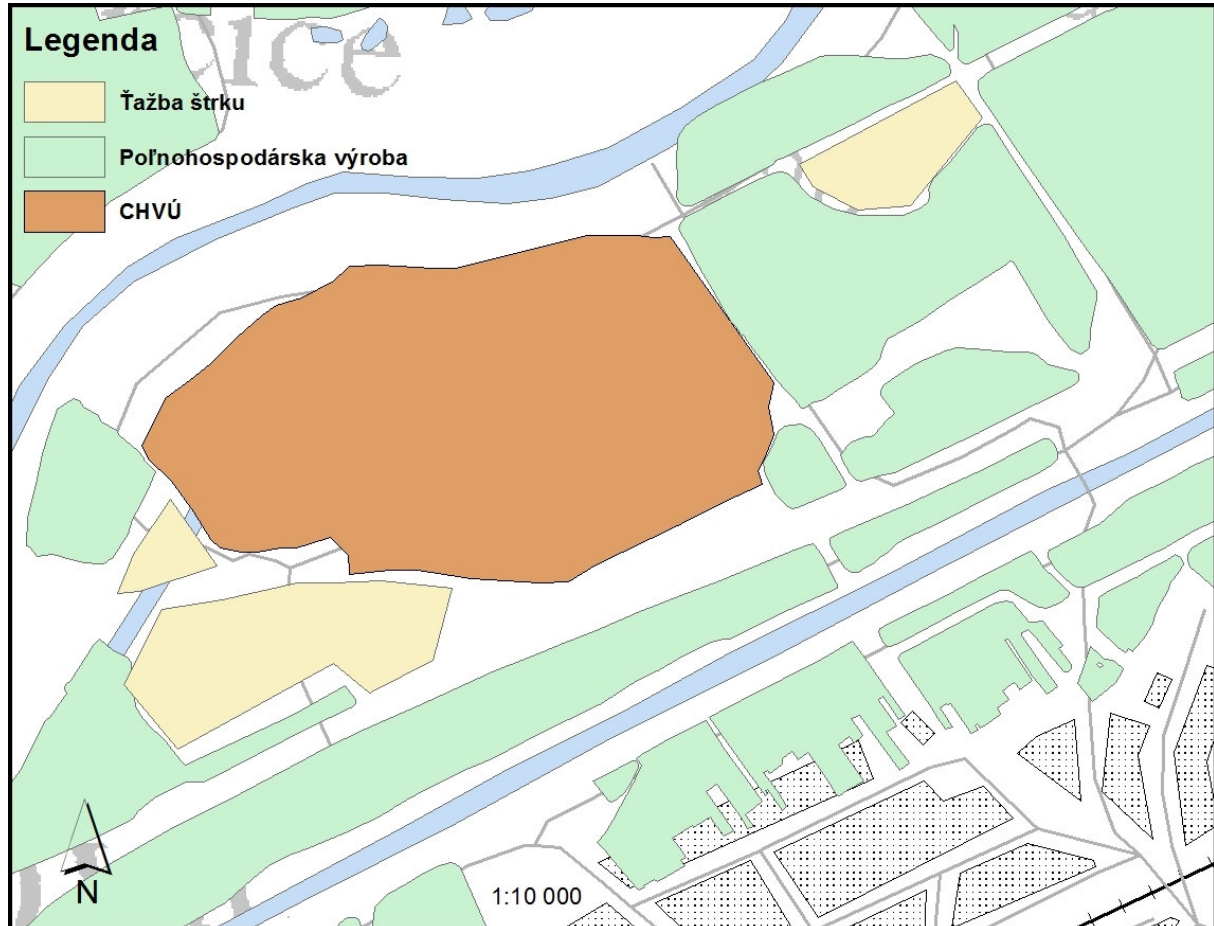 Legenda
Ťažba štrku
Poľnohospodárska výroba
CHVÚ
N
1:10 000